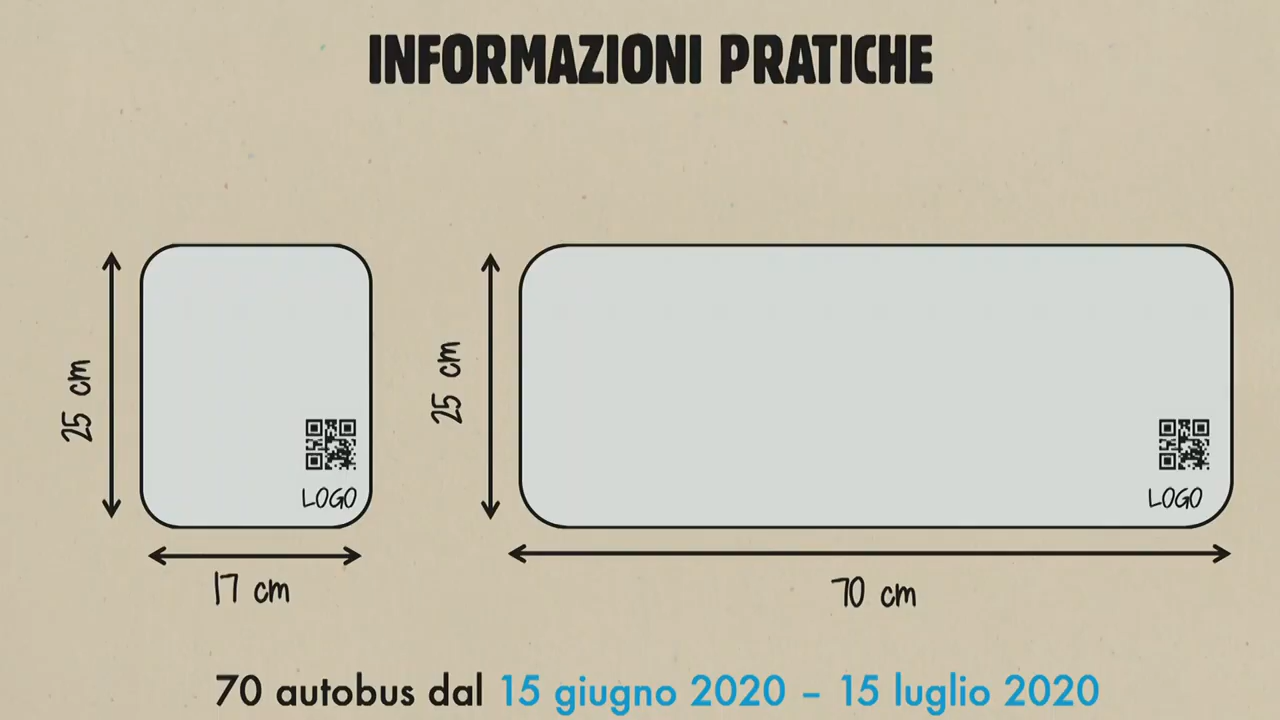 INFORMAZIONI PRATICHE
25 cm
LOGO
17 cm
25 cm
LOGO
70 cm
70 autobus dal 15 giugno 2020 – 15 luglio 2020